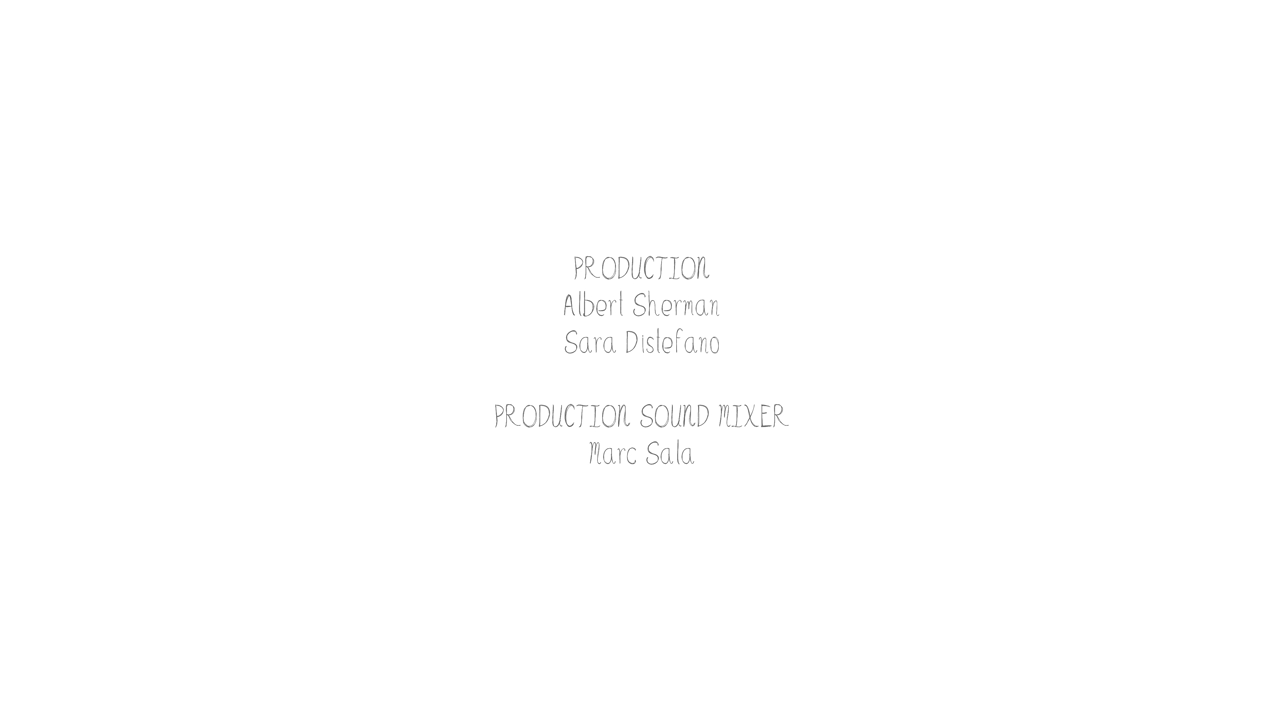 PRODUCTION
Albert Sherman
Sara Distefano
PRODUCTION SOUND MIXER
Marc Sala